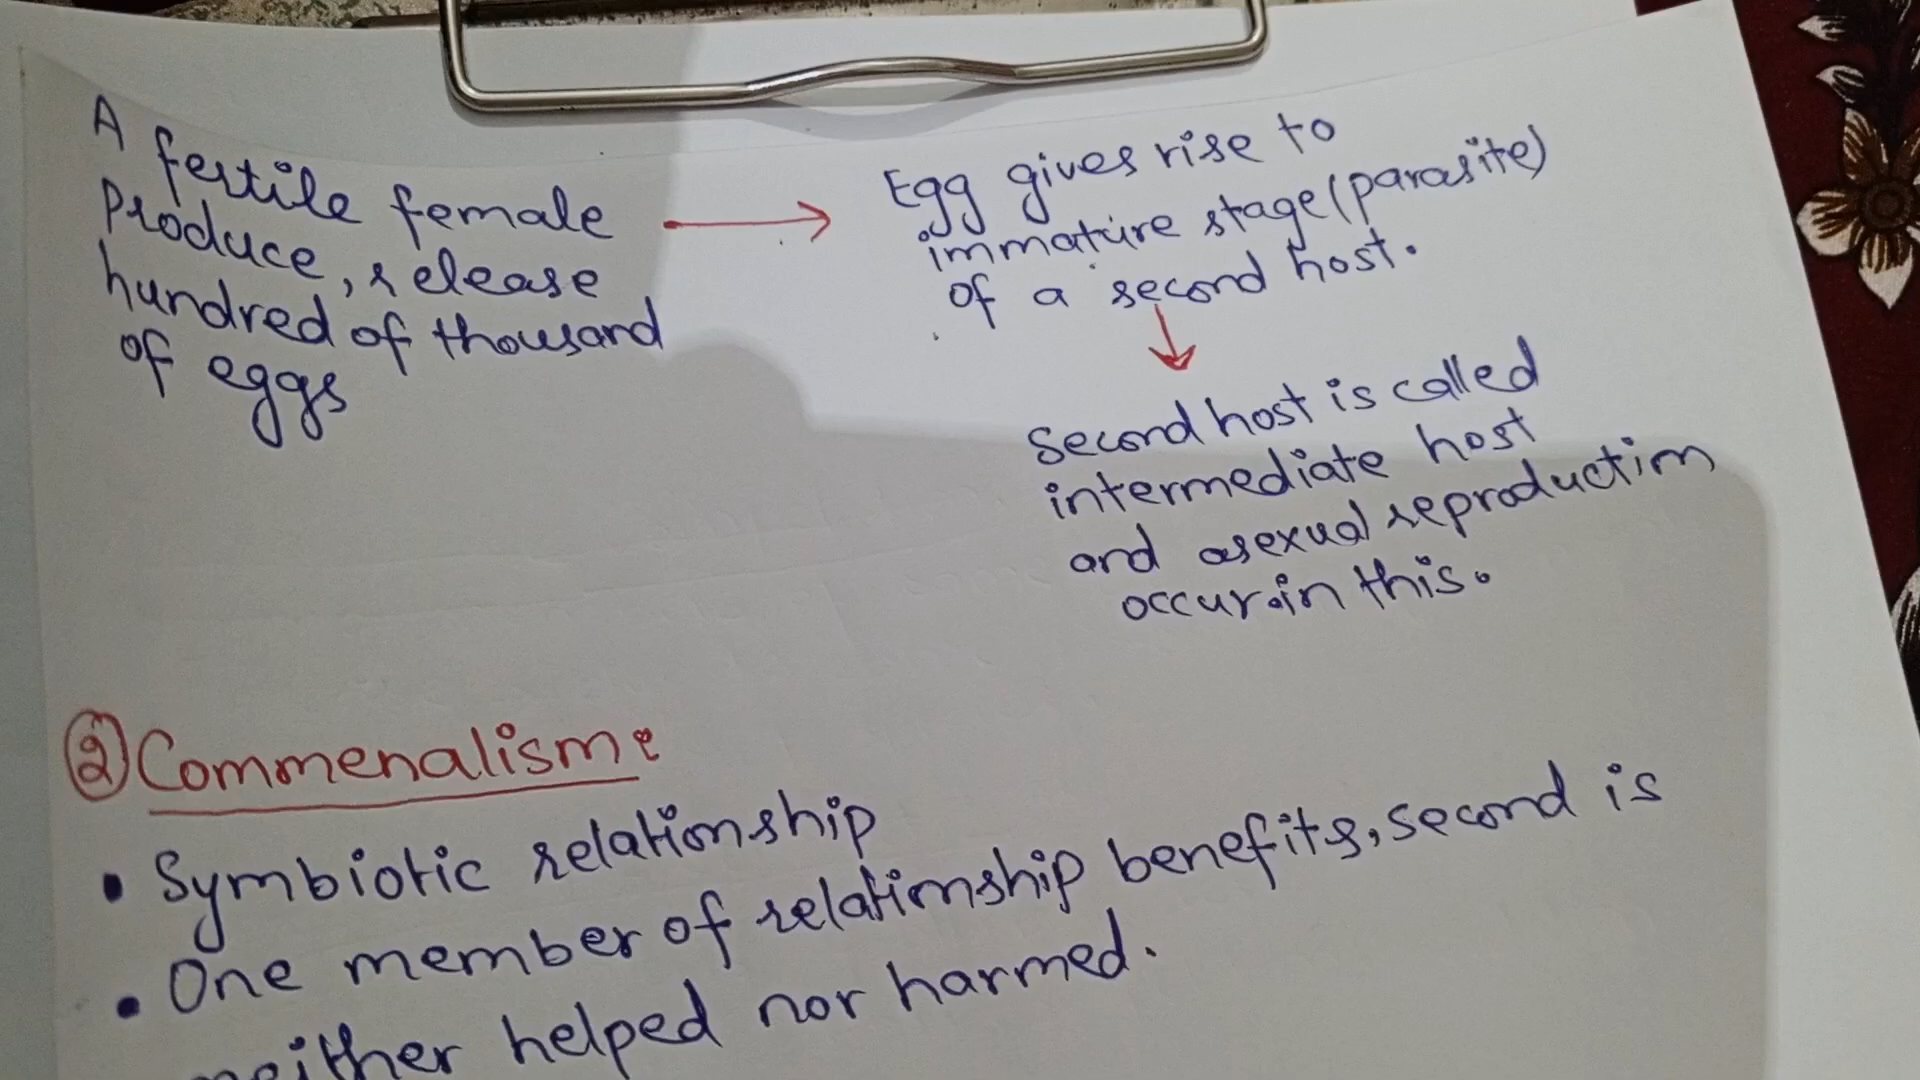 A
fertile female
Produce, release
hundred of thousand
of eggs
Egg gives rise to
immature stage (parasite)
of a second host.
Second host is called
intermediate host
and asexual reproduction
occur in this.
② Commenalism:
• Symbiotic relationship
• One member of relationship benefits, second is
neither helped nor harmed.